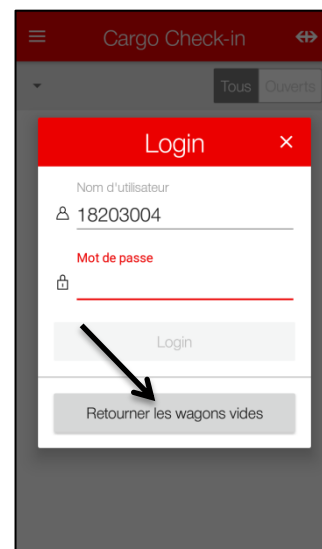 Cargo Check-in
Tous Ouverts
Login
Nom d'utilisateur
18203004
Mot de passe
Login
Retourner les wagons vides